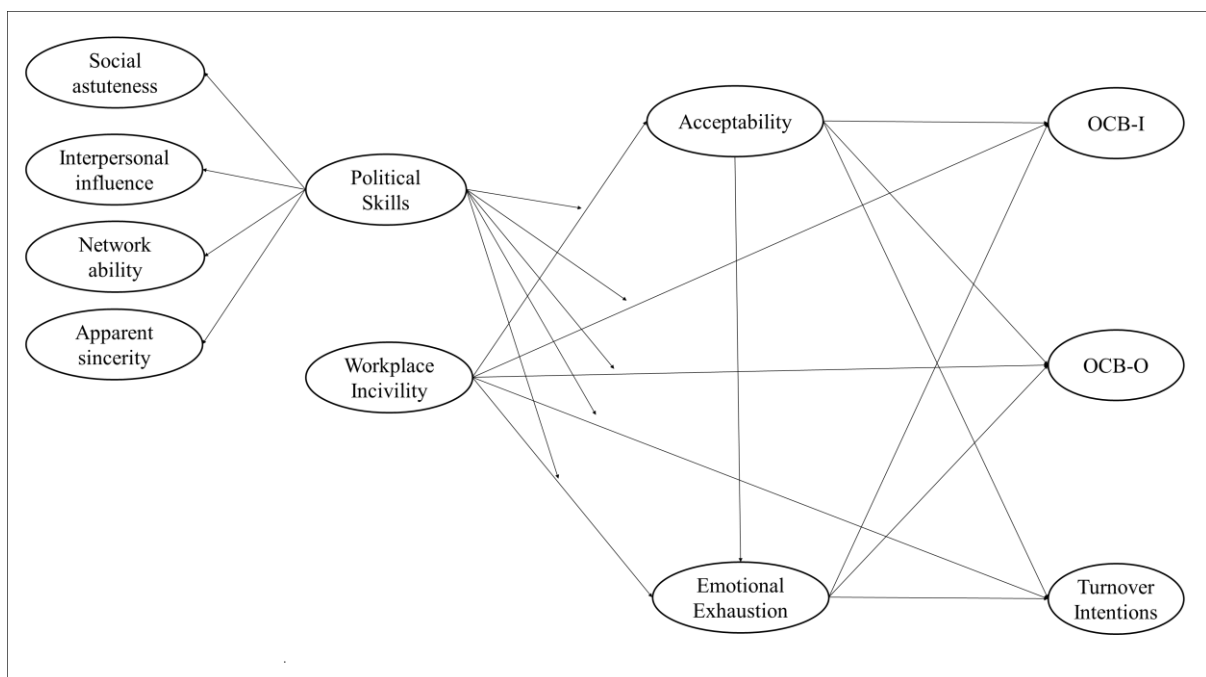 Social
astuteness
Interpersonal
influence
Network
ability
Apparent
sincerity
Political
Skills
Workplace
Incivility
Acceptability
Emotional
Exhaustion
OCB-I
OCB-O
Turnover
Intentions